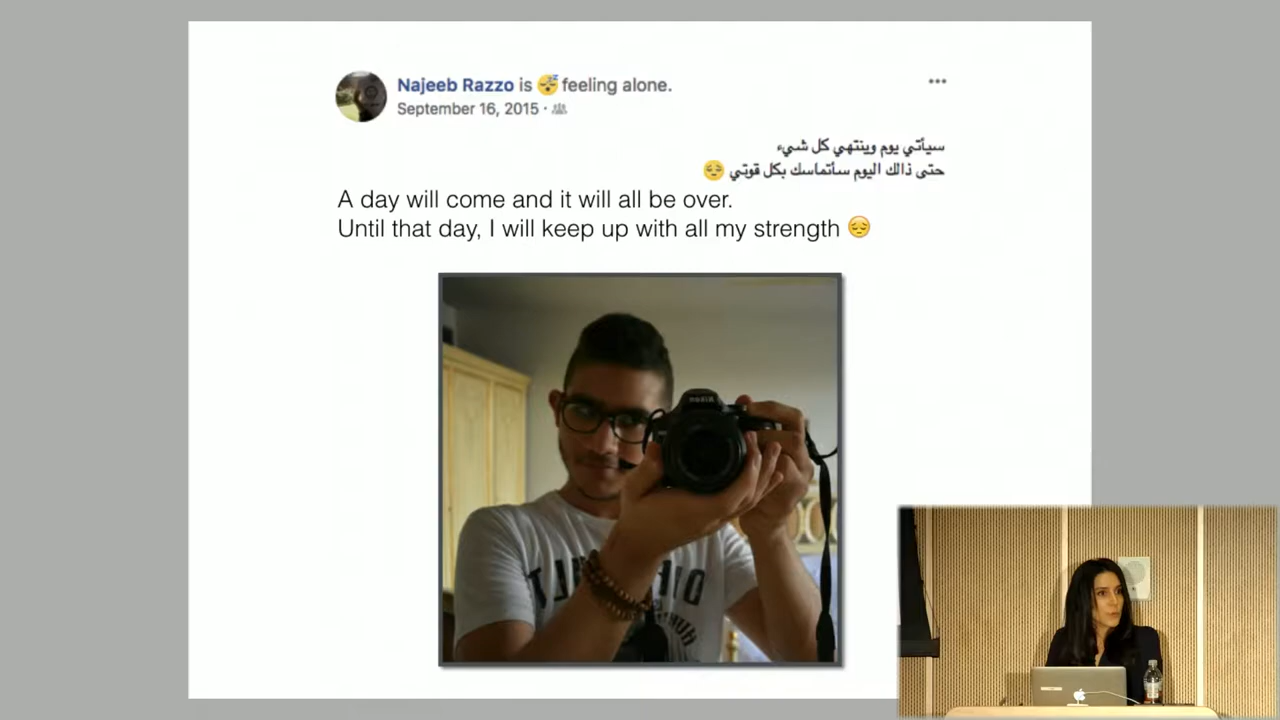 Najeeb Razzo is 😴 feeling alone.
September 16, 2015
سيأتي يوم وينتهي كل شيء
حتى ذالك اليوم سأتماسك بكل قوتي 😔
A day will come and it will all be over.
Until that day, I will keep up with all my strength 😔
Nikon